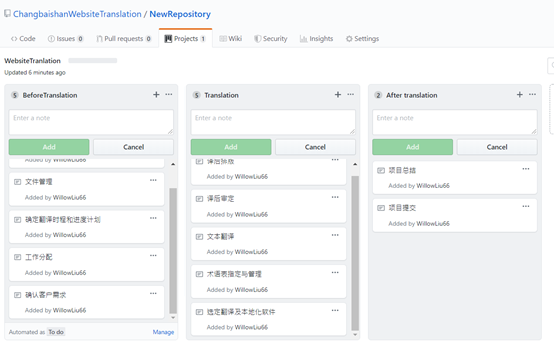 ChangbaishanWebsiteTranslation / NewRepository
Code Issues 0 Pull requests 0 Projects 1 Wiki Security Insights Settings
WebsiteTranlation
Updated 6 minutes ago
5 BeforeTranslation
Enter a note
Add Cancel
Added by WillowLiu66
文件管理
Added by WillowLiu66
确定翻译时程和进度计划
Added by WillowLiu66
工作分配
Added by WillowLiu66
确认客户需求
Added by WillowLiu66
Automated as To do Manage
5 Translation
Enter a note
Add Cancel
译后排版
Added by WillowLiu66
译后审定
Added by WillowLiu66
文本翻译
Added by WillowLiu66
术语表指定与管理
Added by WillowLiu66
选定翻译及本地化软件
Added by WillowLiu66
2 After translation
Enter a note
Add Cancel
项目总结
Added by WillowLiu66
项目提交
Added by WillowLiu66